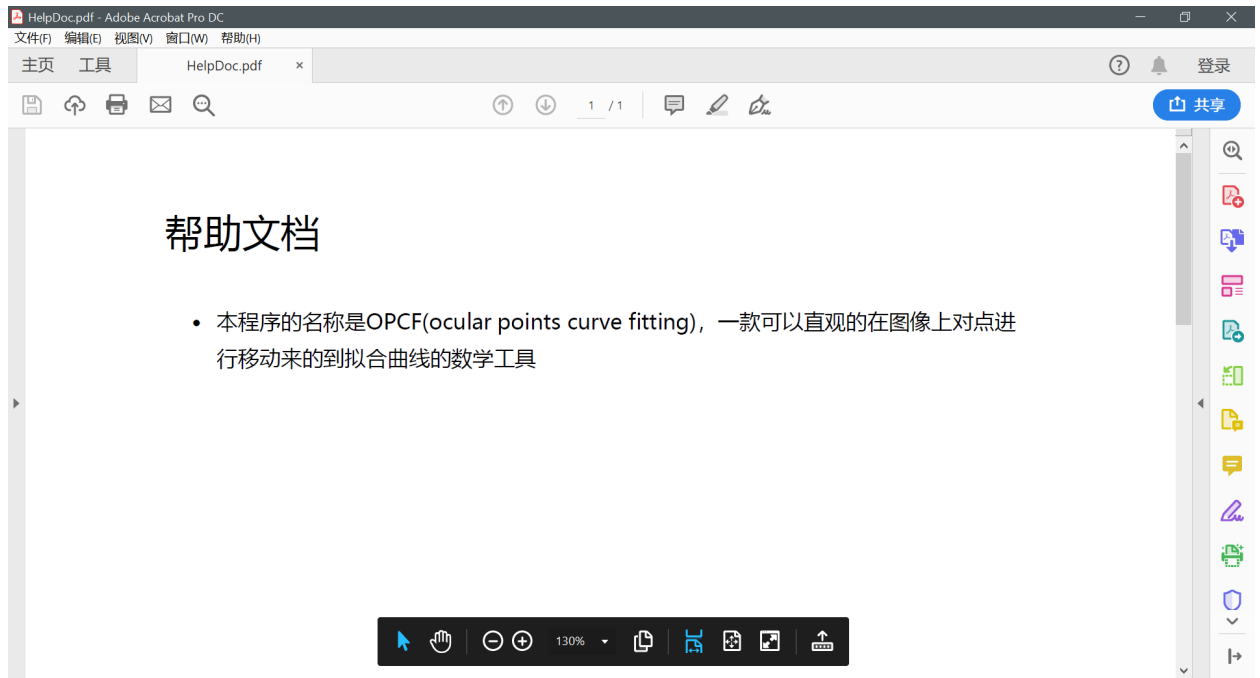 HelpDoc.pdf - Adobe Acrobat Pro DC
文件(F) 编辑(E) 视图(V) 窗口(W) 帮助(H)
主页 工具 HelpDoc.pdf × 登录
1 / 1 共享
帮助文档
• 本程序的名称是OPCF(ocular points curve fitting)，一款可以直观的在图像上对点进
行移动来的到拟合曲线的数学工具
130%